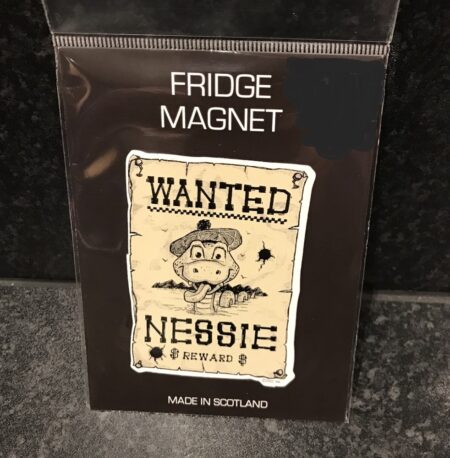 FRIDGE
MAGNET
WANTED
NESSIE
$ REWARD $
MADE IN SCOTLAND